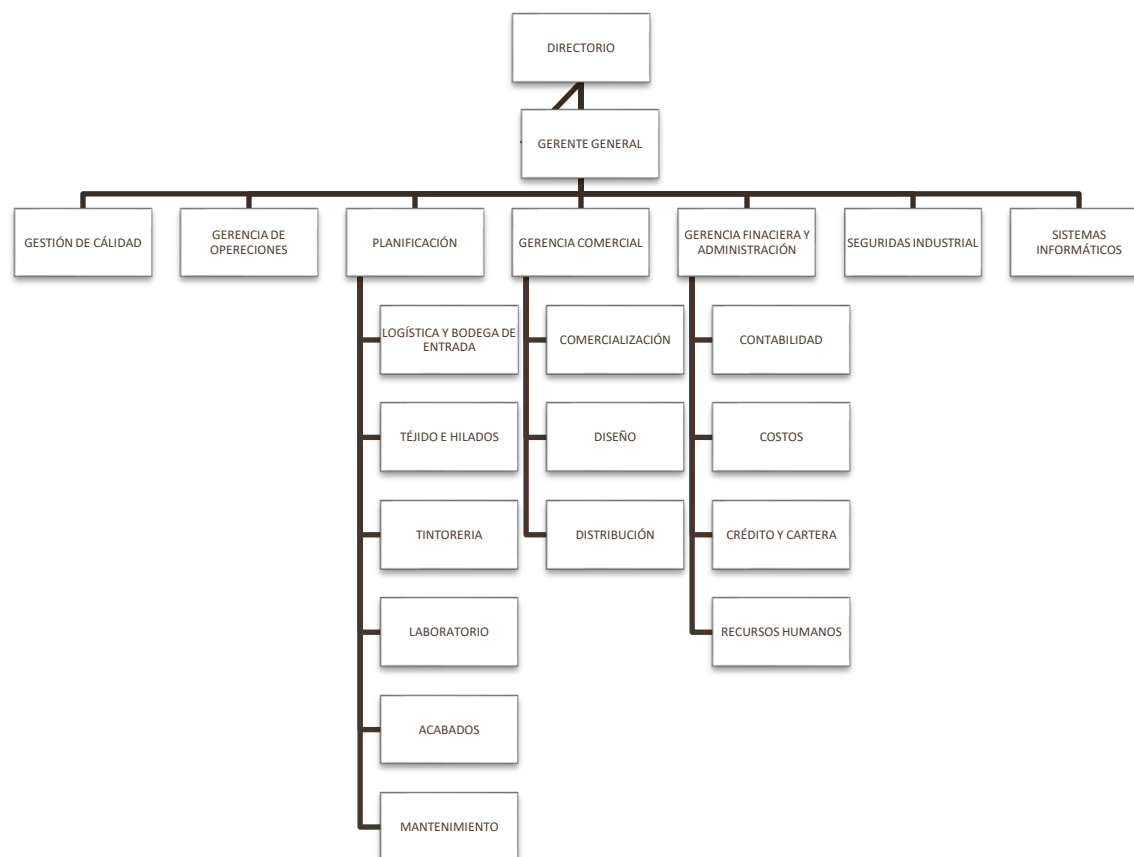 DIRECTORIO
GERENTE GENERAL
GESTIÓN DE CÁLIDAD
GERENCIA DE
OPERECIONES
PLANIFICACIÓN
GERENCIA COMERCIAL
GERENCIA FINACIERA Y
ADMINISTRACIÓN
SEGURIDAS INDUSTRIAL
SISTEMAS
INFORMÁTICOS
LOGÍSTICA Y BODEGA DE
ENTRADA
TÉJIDO E HILADOS
TINTORERIA
LABORATORIO
ACABADOS
MANTENIMIENTO
COMERCIALIZACIÓN
DISEÑO
DISTRIBUCIÓN
CONTABILIDAD
COSTOS
CRÉDITO Y CARTERA
RECURSOS HUMANOS